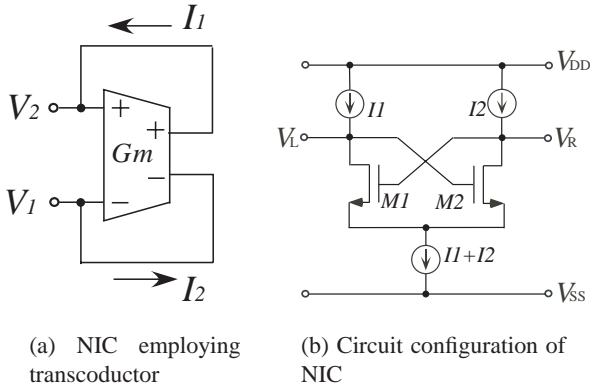 I1
V2
+
+
Gm
−
V1
−
I2
VDD
I1
I2
VL
VR
M1
M2
I1+I2
VSS
(a) NIC employing
transcoductor
(b) Circuit configuration of
NIC